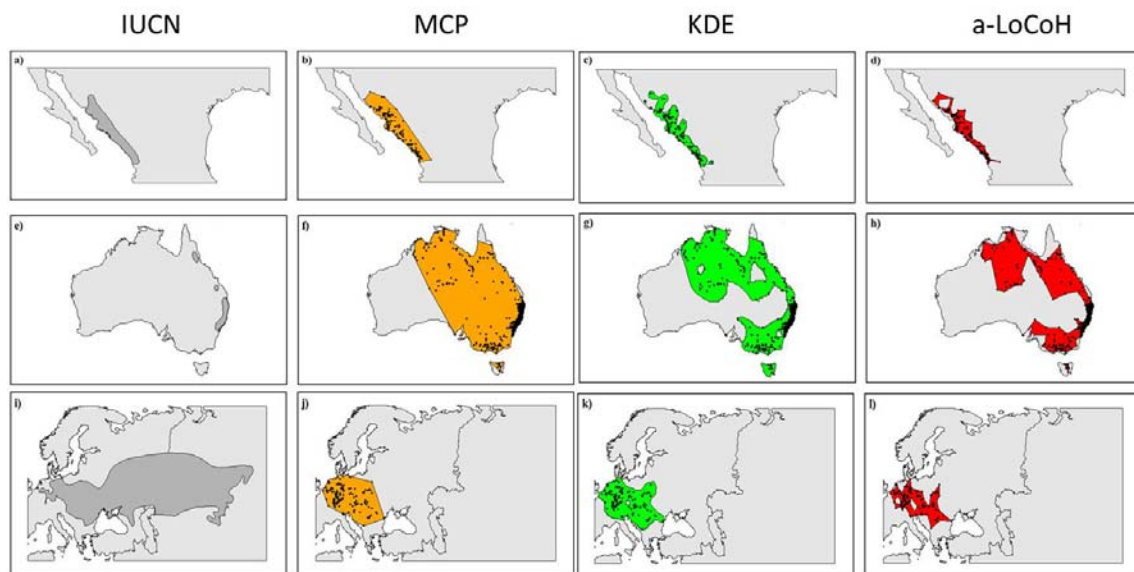 IUCN MCP KDE a-LoCoH
a) b) c) d)
e) f) g) h)
i) j) k) l)